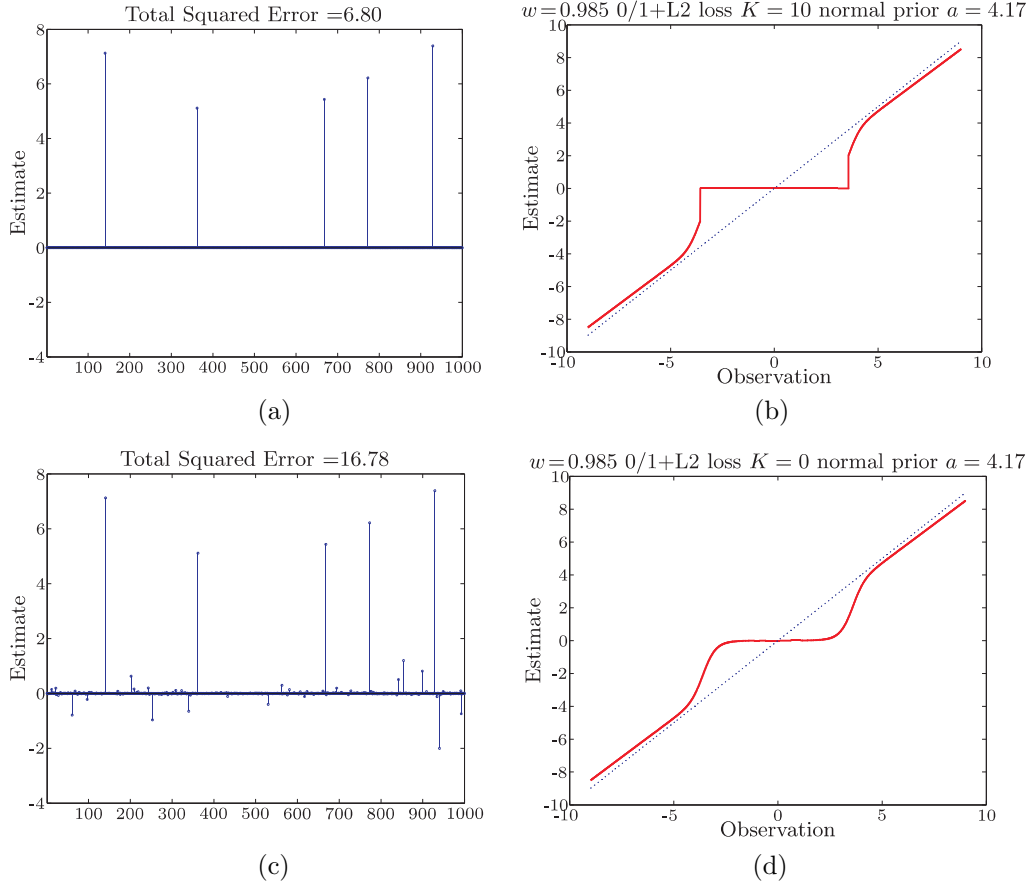 Total Squared Error =6.80
8
6
4
2
0
-2
-4
Estimate
100 200 300 400 500 600 700 800 900 1000
(a)
w=0.985 0/1+L2 loss K = 10 normal prior a = 4.17
10
8
6
4
2
0
-2
-4
-6
-8
-10
Estimate
-10 -5 0 5 10
Observation
(b)
Total Squared Error =16.78
8
6
4
2
0
-2
-4
Estimate
100 200 300 400 500 600 700 800 900 1000
(c)
w=0.985 0/1+L2 loss K = 0 normal prior a = 4.17
10
8
6
4
2
0
-2
-4
-6
-8
-10
Estimate
-10 -5 0 5 10
Observation
(d)